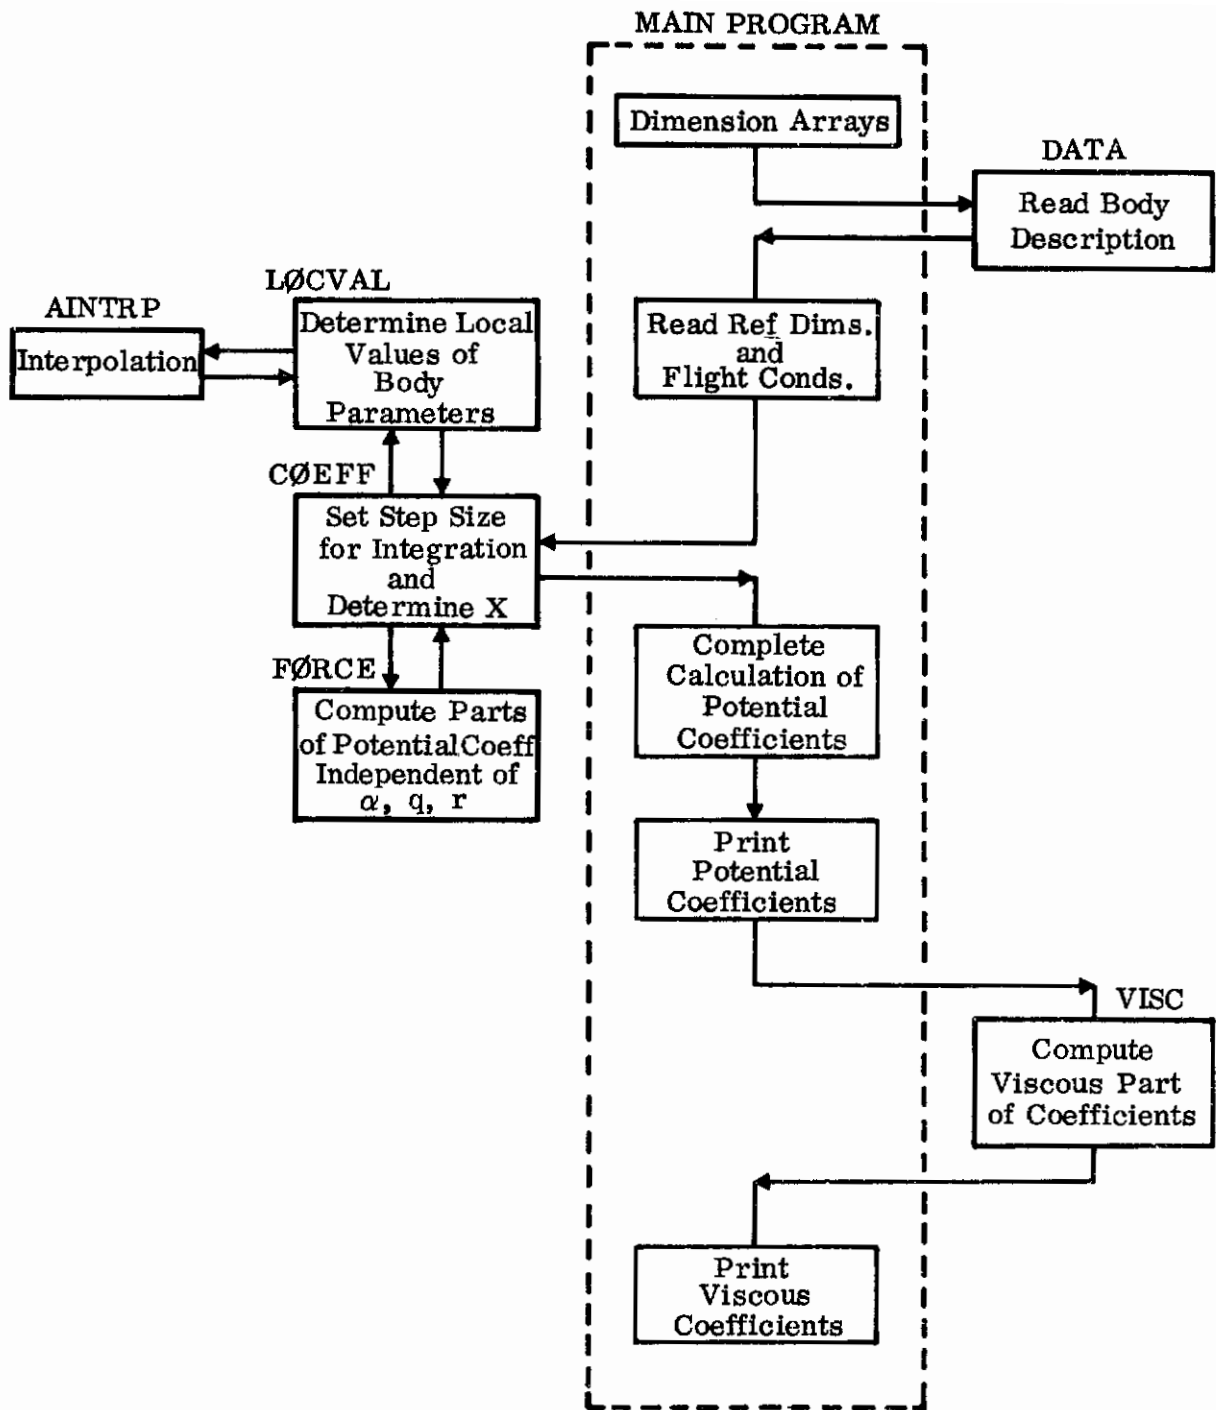 MAIN PROGRAM
Dimension Arrays
DATA
Read Body
Description
LØCVAL
Determine Local
Values of
Body
Parameters
AINTRP
Interpolation
Read Ref Dims.
and
Flight Conds.
CØEFF
Set Step Size
for Integration
and
Determine X
FØRCE
Compute Parts
of Potential Coeff
Independent of
α, q, r
Complete
Calculation of
Potential
Coefficients
Print
Potential
Coefficients
VISC
Compute
Viscous Part
of Coefficients
Print
Viscous
Coefficients